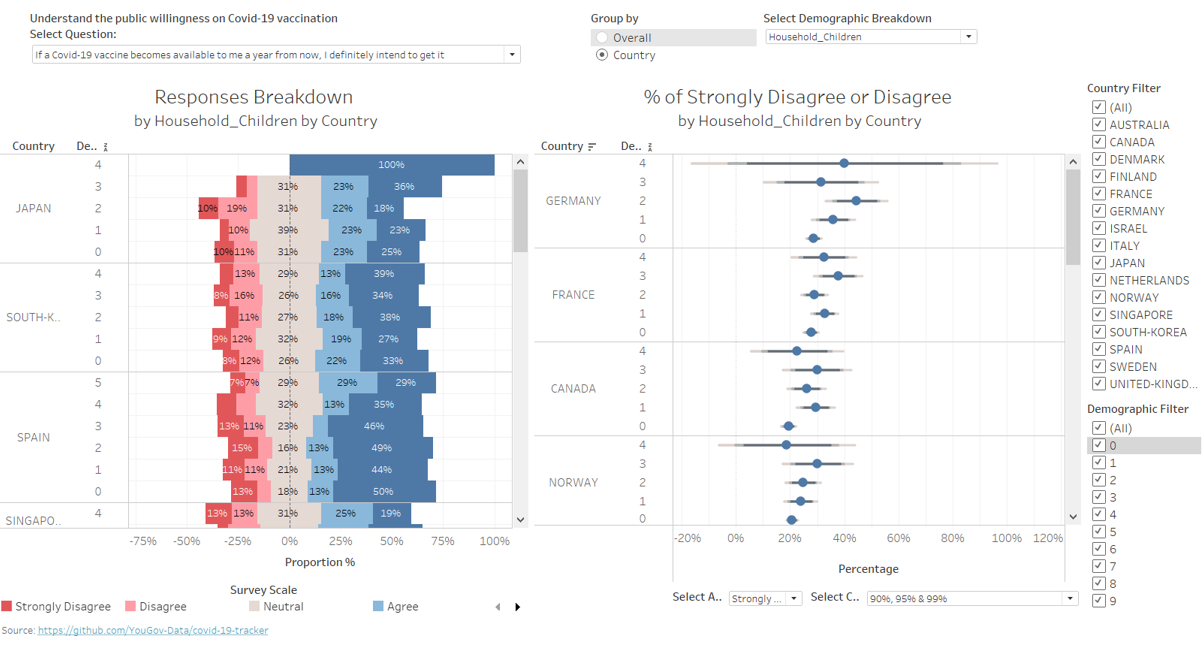 Understand the public willingness on Covid-19 vaccination
Select Question:
If a Covid-19 vaccine becomes available to me a year from now, I definitely intend to get it
Group by
Overall
Country
Select Demographic Breakdown
Household_Children
Responses Breakdown
by Household_Children by Country
Country De..
JAPAN
4 100%
3 31% 23% 36%
2 10% 19% 31% 22% 18%
1 10% 39% 23% 23%
0 10% 11% 31% 23% 25%
SOUTH-K..
4 13% 29% 13% 39%
3 8% 16% 26% 16% 34%
2 11% 27% 18% 38%
1 9% 12% 32% 19% 27%
0 8% 12% 26% 22% 33%
SPAIN
5 7% 7% 29% 29% 29%
4 32% 13% 35%
3 13% 11% 23% 46%
2 15% 16% 13% 49%
1 11% 11% 21% 13% 44%
0 13% 18% 13% 50%
SINGAPO..
4 13% 13% 31% 25% 19%
-75% -50% -25% 0% 25% 50% 75% 100%
Proportion %
Survey Scale
Strongly Disagree Disagree Neutral Agree
Source: https://github.com/YouGov-Data/covid-19-tracker
% of Strongly Disagree or Disagree
by Household_Children by Country
Country De..
GERMANY
4
3
2
1
0
FRANCE
4
3
2
1
0
CANADA
4
3
2
1
0
NORWAY
4
3
2
1
0
-20% 0% 20% 40% 60% 80% 100% 120%
Percentage
Select A.. Strongly ... Select C.. 90%, 95% & 99%
Country Filter
(All)
AUSTRALIA
CANADA
DENMARK
FINLAND
FRANCE
GERMANY
ISRAEL
ITALY
JAPAN
NETHERLANDS
NORWAY
SINGAPORE
SOUTH-KOREA
SPAIN
SWEDEN
UNITED-KINGD...
Demographic Filter
(All)
0
1
2
3
4
5
6
7
8
9